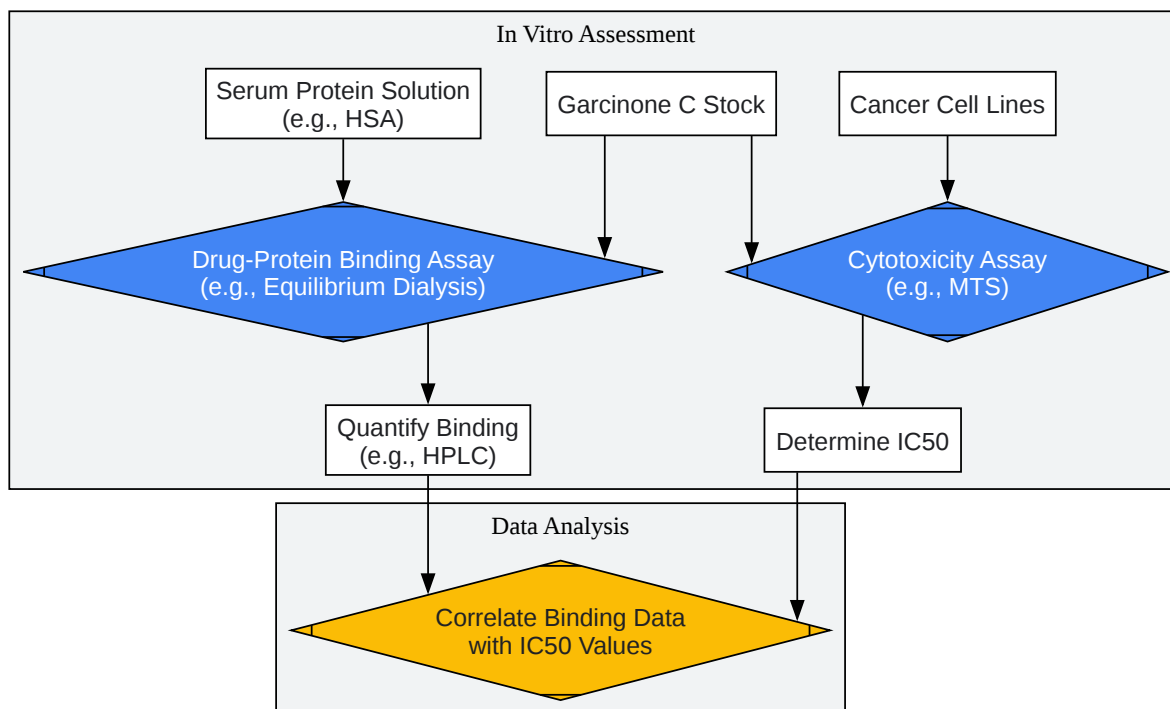 In Vitro Assessment
Serum Protein Solution
(e.g., HSA)
Garcinone C Stock
Cancer Cell Lines
Drug-Protein Binding Assay
(e.g., Equilibrium Dialysis)
Cytotoxicity Assay
(e.g., MTS)
Quantify Binding
(e.g., HPLC)
Determine IC50
Data Analysis
Correlate Binding Data
with IC50 Values